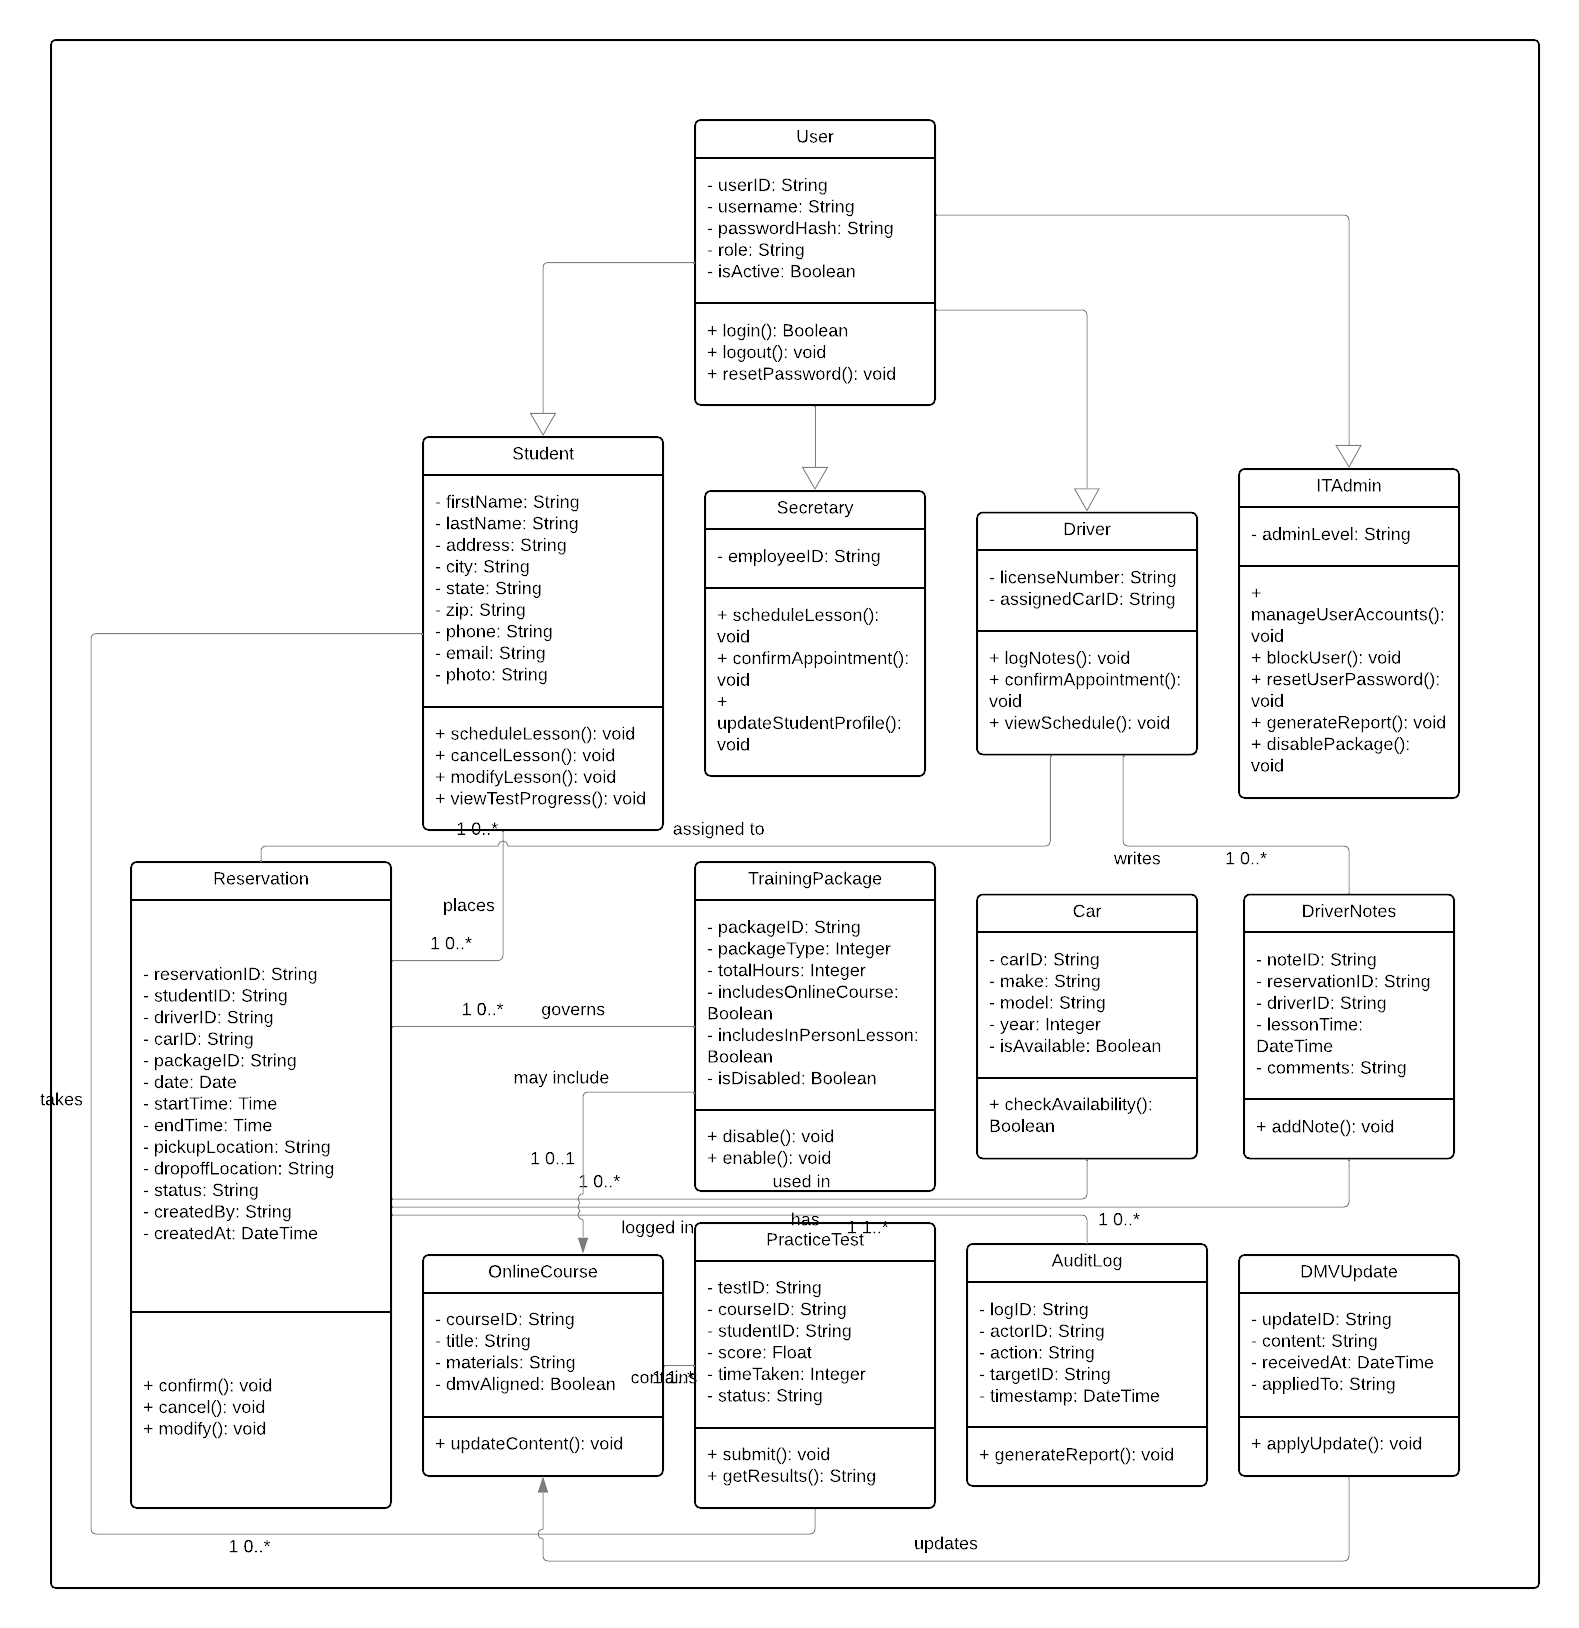 User
- userID: String
- username: String
- passwordHash: String
- role: String
- isActive: Boolean
+ login(): Boolean
+ logout(): void
+ resetPassword(): void
Student
- firstName: String
- lastName: String
- address: String
- city: String
- state: String
- zip: String
- phone: String
- email: String
- photo: String
+ scheduleLesson(): void
+ cancelLesson(): void
+ modifyLesson(): void
+ viewTestProgress(): void
Secretary
- employeeID: String
+ scheduleLesson():
void
+ confirmAppointment():
void
+
updateStudentProfile():
void
Driver
- licenseNumber: String
- assignedCarID: String
+ logNotes(): void
+ confirmAppointment():
void
+ viewSchedule(): void
ITAdmin
- adminLevel: String
+
manageUserAccounts():
void
+ blockUser(): void
+ resetUserPassword():
void
+ generateReport(): void
+ disablePackage():
void
1 0..*
assigned to
writes
1 0..*
Reservation
- reservationID: String
- studentID: String
- driverID: String
- carID: String
- packageID: String
- date: Date
- startTime: Time
- endTime: Time
- pickupLocation: String
- dropoffLocation: String
- status: String
- createdBy: String
- createdAt: DateTime
+ confirm(): void
+ cancel(): void
+ modify(): void
places
1 0..*
1 0..*
governs
may include
1 0..1
1 0..*
takes
TrainingPackage
- packageID: String
- packageType: Integer
- totalHours: Integer
- includesOnlineCourse:
Boolean
- includesInPersonLesson:
Boolean
- isDisabled: Boolean
+ disable(): void
+ enable(): void
used in
Car
- carID: String
- make: String
- model: String
- year: Integer
- isAvailable: Boolean
+ checkAvailability():
Boolean
DriverNotes
- noteID: String
- reservationID: String
- driverID: String
- lessonTime:
DateTime
- comments: String
+ addNote(): void
logged in
has
1 1..*
1 0..*
OnlineCourse
- courseID: String
- title: String
- materials: String
- dmvAligned: Boolean
+ updateContent(): void
contains
1 1..*
PracticeTest
- testID: String
- courseID: String
- studentID: String
- score: Float
- timeTaken: Integer
- status: String
+ submit(): void
+ getResults(): String
AuditLog
- logID: String
- actorID: String
- action: String
- targetID: String
- timestamp: DateTime
+ generateReport(): void
DMVUpdate
- updateID: String
- content: String
- receivedAt: DateTime
- appliedTo: String
+ applyUpdate(): void
1 0..*
updates